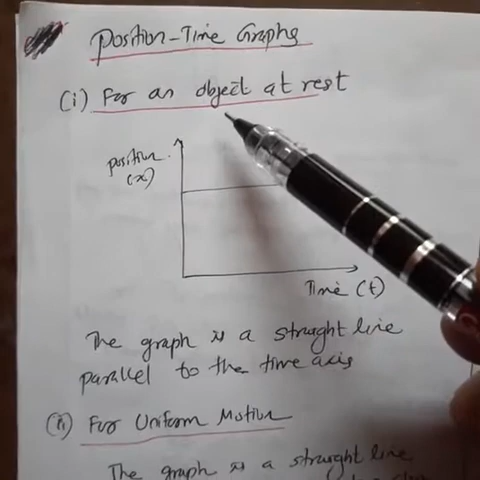 Position-Time Graphs
(i) For an object at rest
position
(x)
Time (t)
The graph is a straight line
parallel to the time axis
(ii) For Uniform Motion
The graph is a straight line